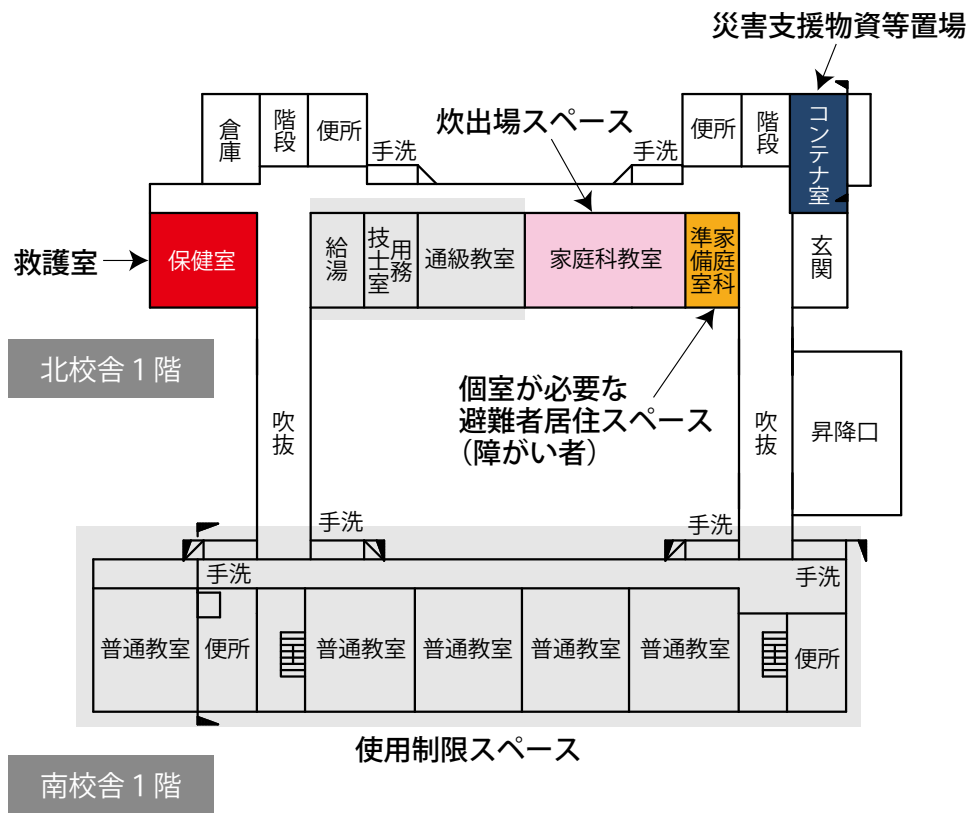 災害支援物資等置場
炊出場スペース
倉庫
階段
便所
手洗
手洗
便所
階段
コンテナ室
救護室
保健室
給湯
用務
技士室
通級教室
家庭科教室
家庭科
準備室
玄関
北校舎1階
個室が必要な
避難者居住スペース
（障がい者）
吹抜
吹抜
昇降口
手洗
手洗
手洗
手洗
普通教室
便所
普通教室
普通教室
普通教室
普通教室
便所
使用制限スペース
南校舎1階